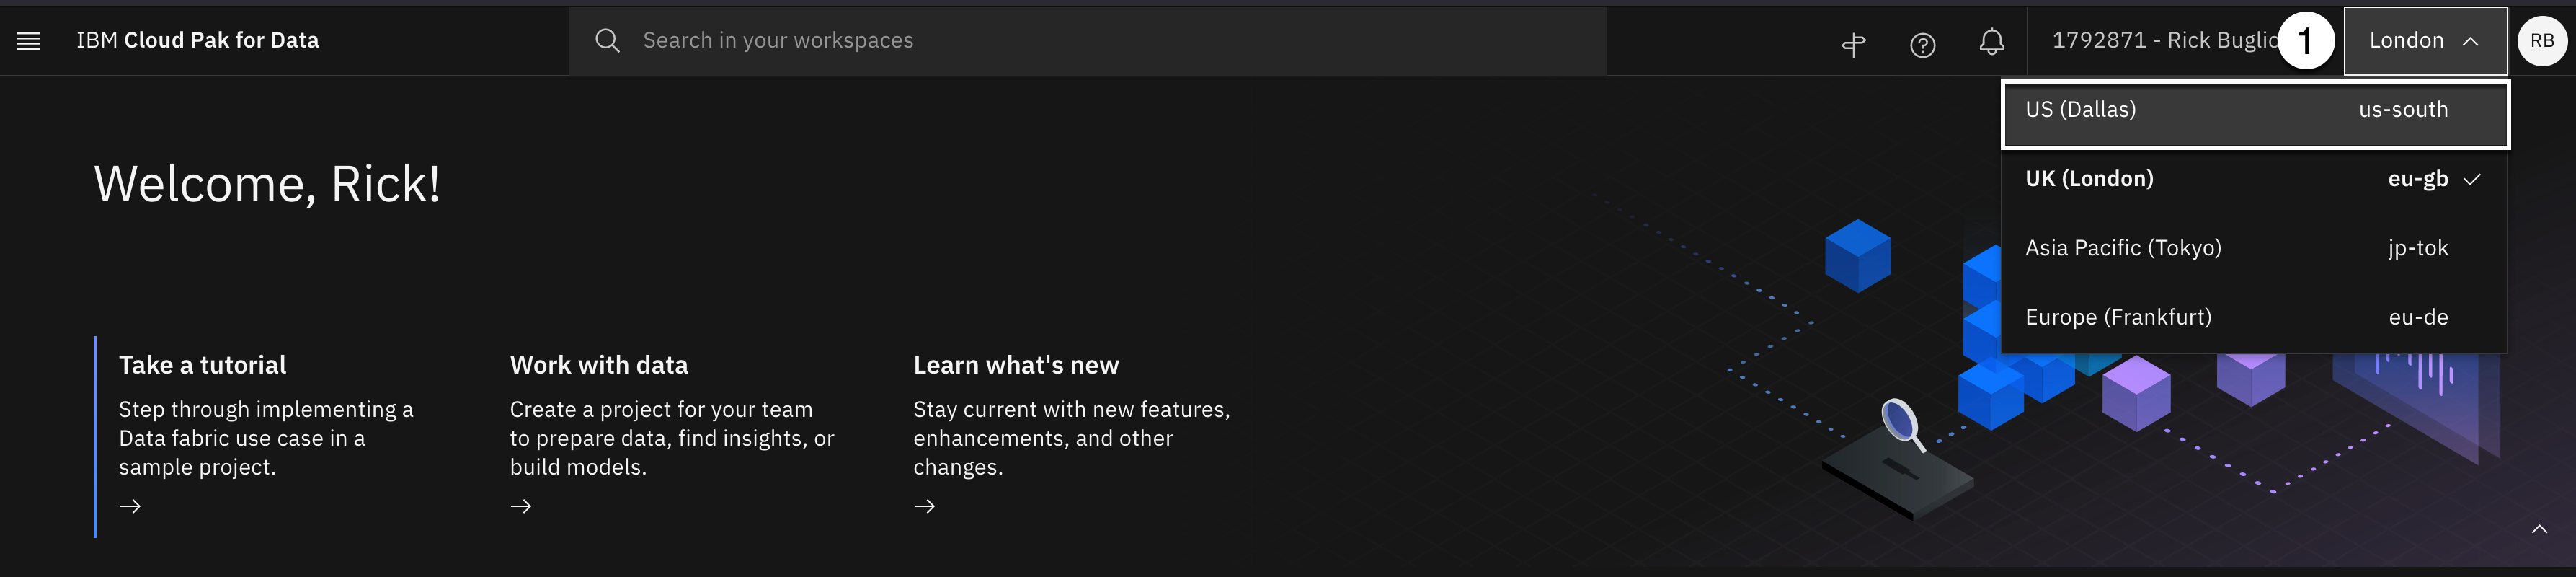 IBM Cloud Pak for Data
Search in your workspaces
1792871 - Rick Buglio
1
London
RB
US (Dallas) us-south
UK (London) eu-gb
Asia Pacific (Tokyo) jp-tok
Europe (Frankfurt) eu-de
Welcome, Rick!
Take a tutorial
Step through implementing a
Data fabric use case in a
sample project.
Work with data
Create a project for your team
to prepare data, find insights, or
build models.
Learn what's new
Stay current with new features,
enhancements, and other
changes.